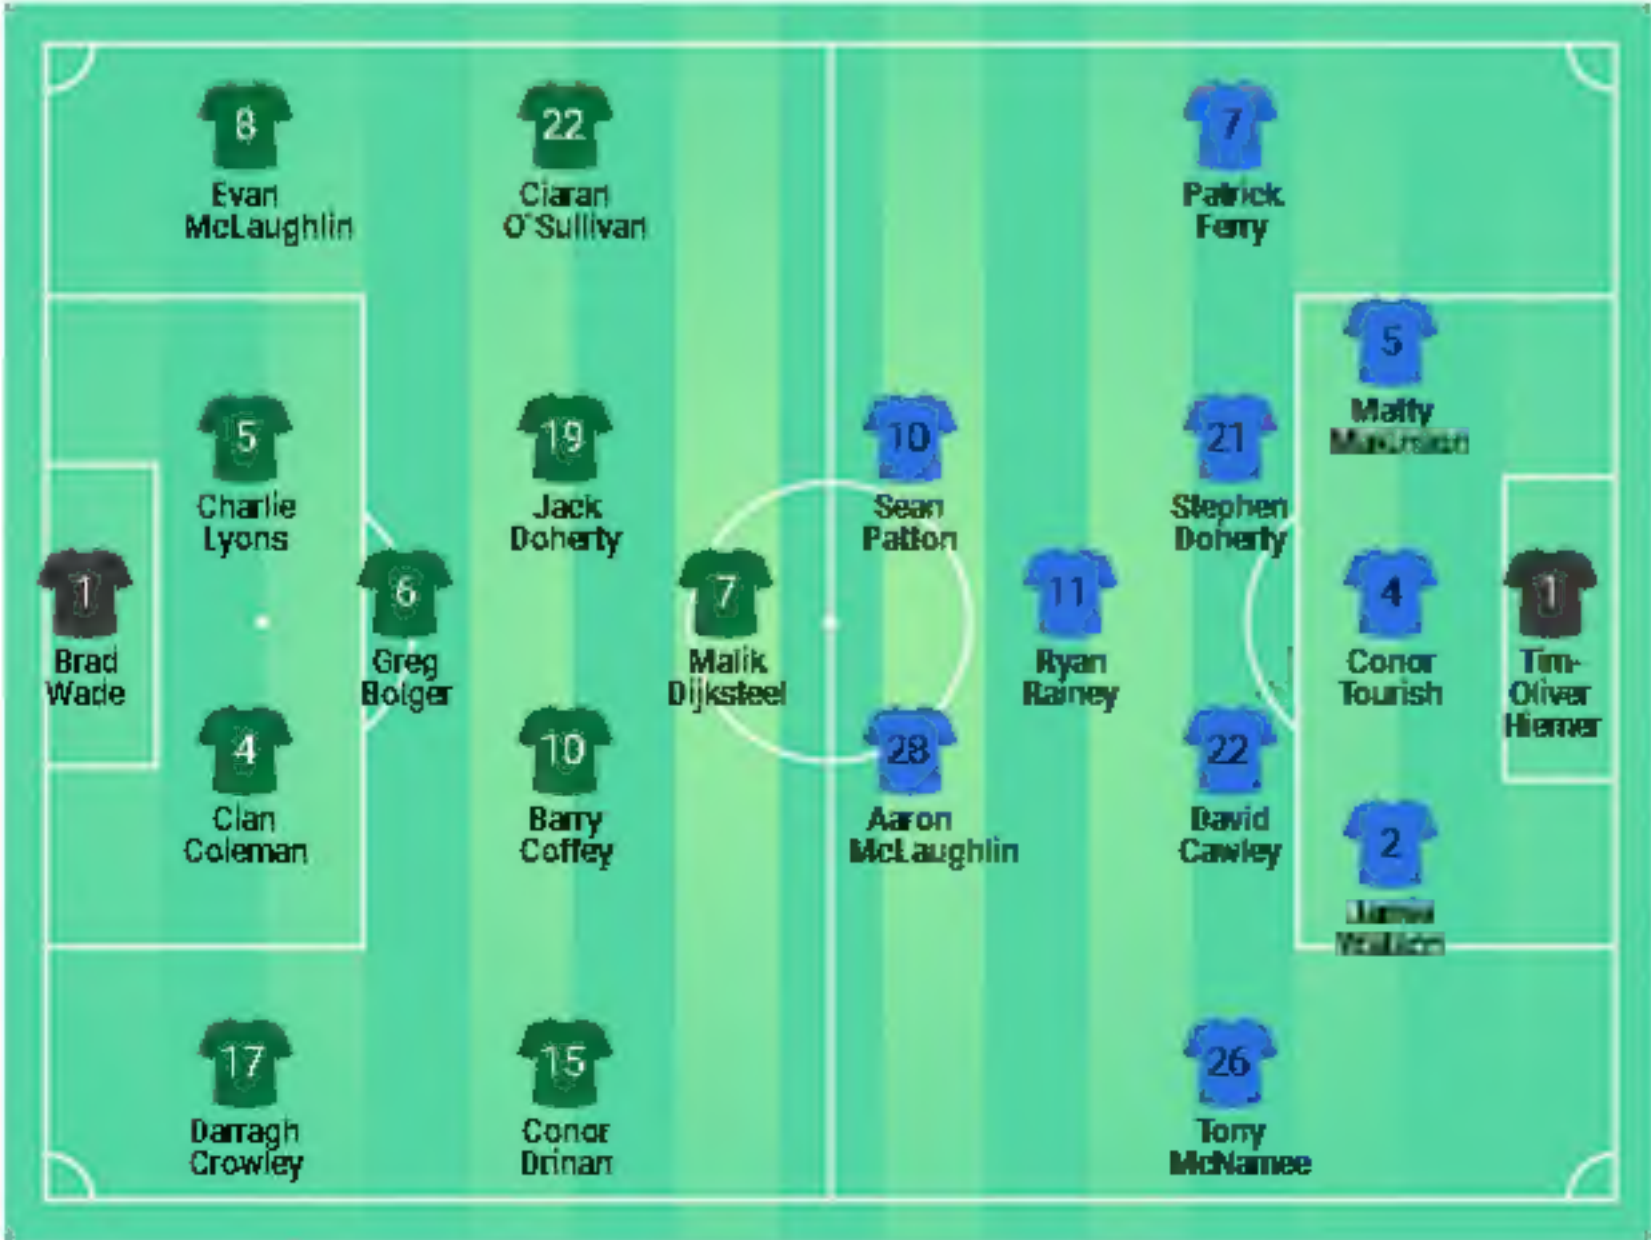 8
Evan
McLaughlin
22
Ciaran
O'Sullivan
7
Patrick
Ferry
5
Matty
5
Charlie
Lyons
19
Jack
Doherty
10
Sean
Patton
21
Stephen
Doherty
1
Brad
Wade
6
Greg
Bolger
7
Malik
Dijksteel
11
Ryan
Rainey
4
Conor
Tourish
1
Tim-
Oliver
Hiemer
4
Cian
Coleman
10
Barry
Coffey
28
Aaron
McLaughlin
22
David
Cawley
2
17
Darragh
Crowley
15
Conor
Drinan
26
Tony
McNamee